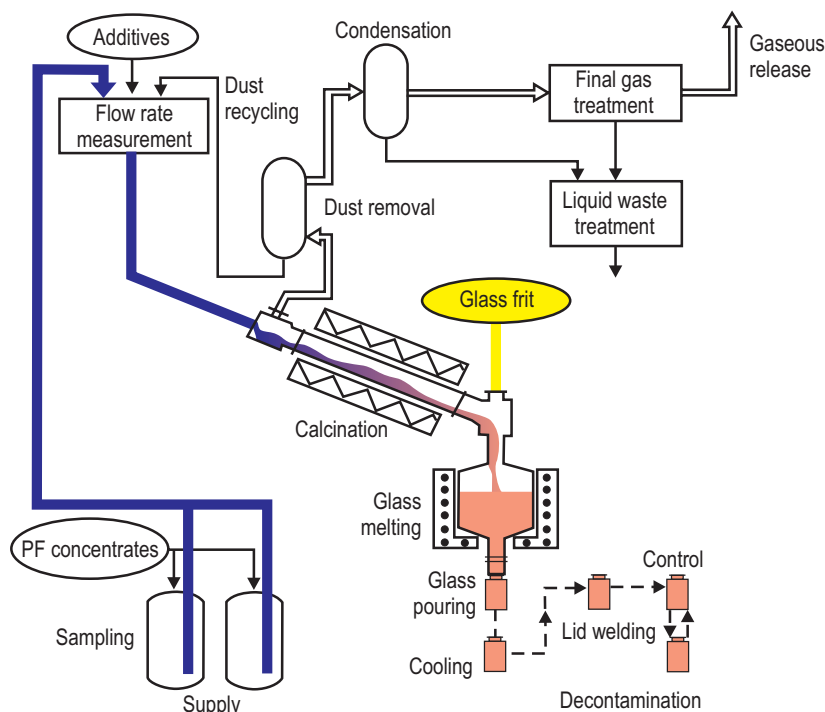 Additives
Condensation
Gaseous
release
Dust
recycling
Final gas
treatment
Flow rate
measurement
Dust removal
Liquid waste
treatment
Glass frit
Calcination
Glass
melting
PF concentrates
Glass
pouring
Control
Sampling
Lid welding
Cooling
Supply
Decontamination